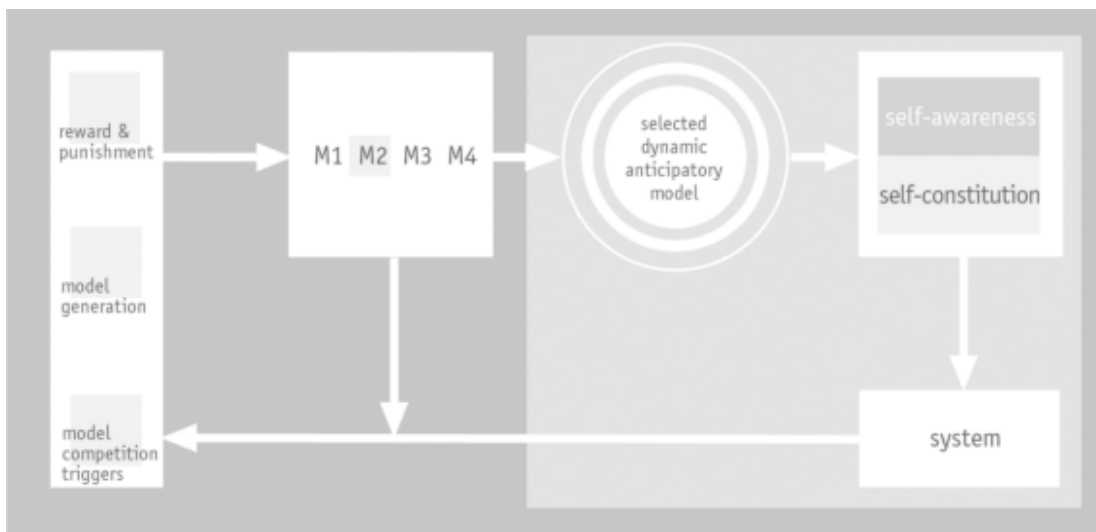 reward &
punishment
model
generation
model
competition
triggers
M1 M2 M3 M4
selected
dynamic
anticipatory
model
self-awareness
self-constitution
system